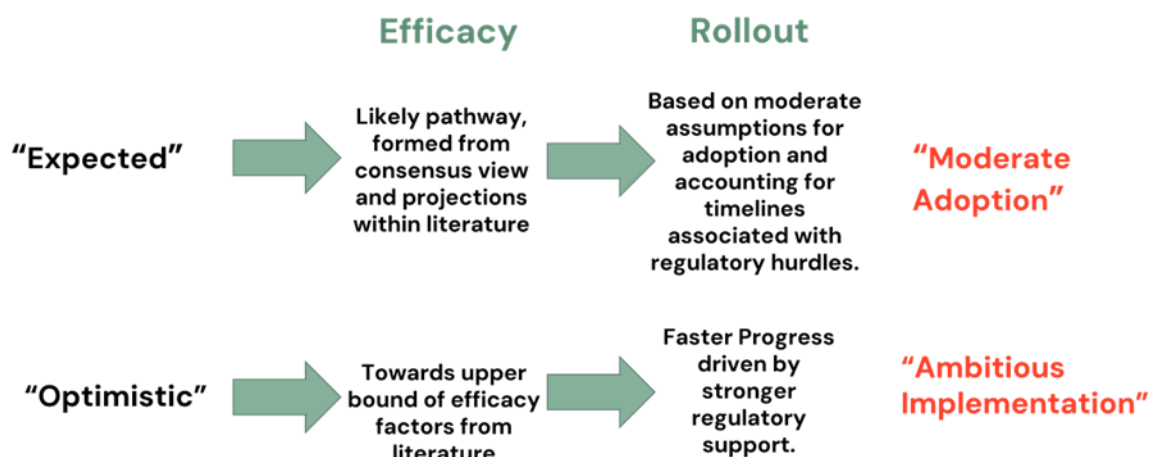 Efficacy
Rollout
“Expected”
Likely pathway,
formed from
consensus view
and projections
within literature
Based on moderate
assumptions for
adoption and
accounting for
timelines
associated with
regulatory hurdles.
“Moderate
Adoption”
“Optimistic”
Towards upper
bound of efficacy
factors from
literature
Faster Progress
driven by
stronger
regulatory
support.
“Ambitious
Implementation”